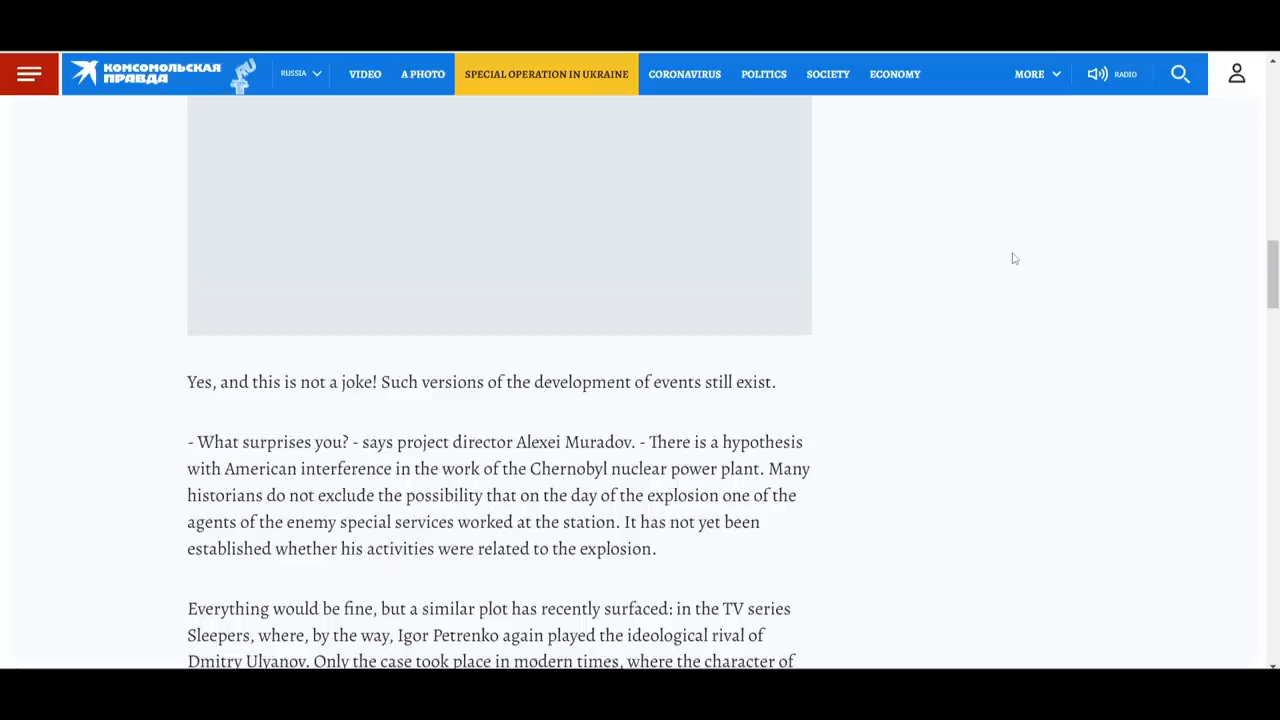 КОМСОМОЛЬСКАЯ
ПРАВДА
.RU
RUSSIA
VIDEO
A PHOTO
SPECIAL OPERATION IN UKRAINE
CORONAVIRUS
POLITICS
SOCIETY
ECONOMY
MORE
RADIO
Yes, and this is not a joke! Such versions of the development of events still exist.
- What surprises you? - says project director Alexei Muradov. - There is a hypothesis
with American interference in the work of the Chernobyl nuclear power plant. Many
historians do not exclude the possibility that on the day of the explosion one of the
agents of the enemy special services worked at the station. It has not yet been
established whether his activities were related to the explosion.
Everything would be fine, but a similar plot has recently surfaced: in the TV series
Sleepers, where, by the way, Igor Petrenko again played the ideological rival of
Dmitry Ulyanov. Only the case took place in modern times, where the character of